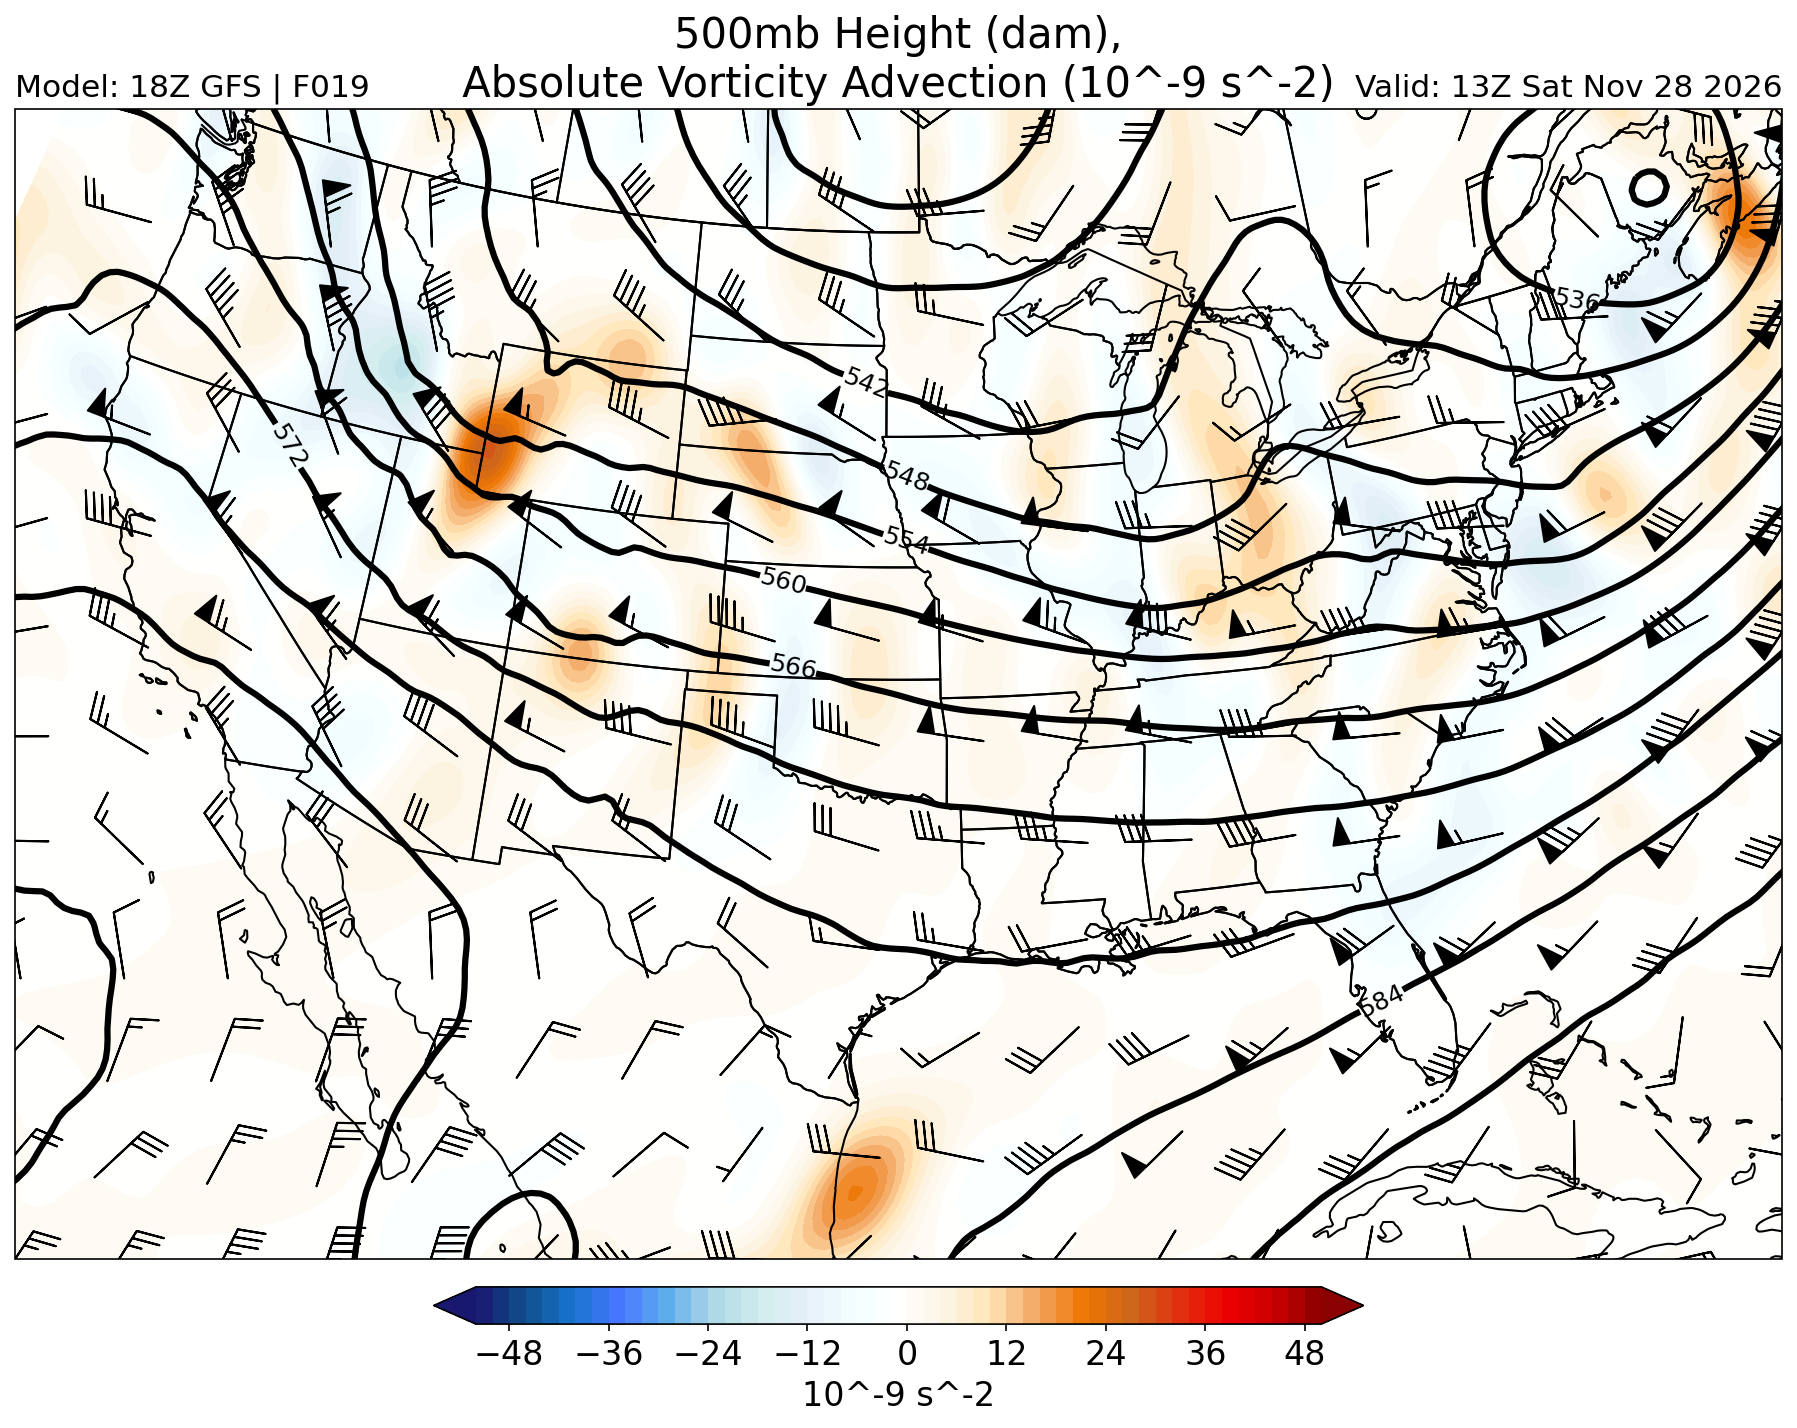 500mb Height (dam),
Model: 18Z GFS | F019
Absolute Vorticity Advection (10^-9 s^-2)
Valid: 13Z Sat Nov 28 2026
536
542
572
548
554
560
566
584
−48 −36 −24 −12 0 12 24 36 48
10^-9 s^-2